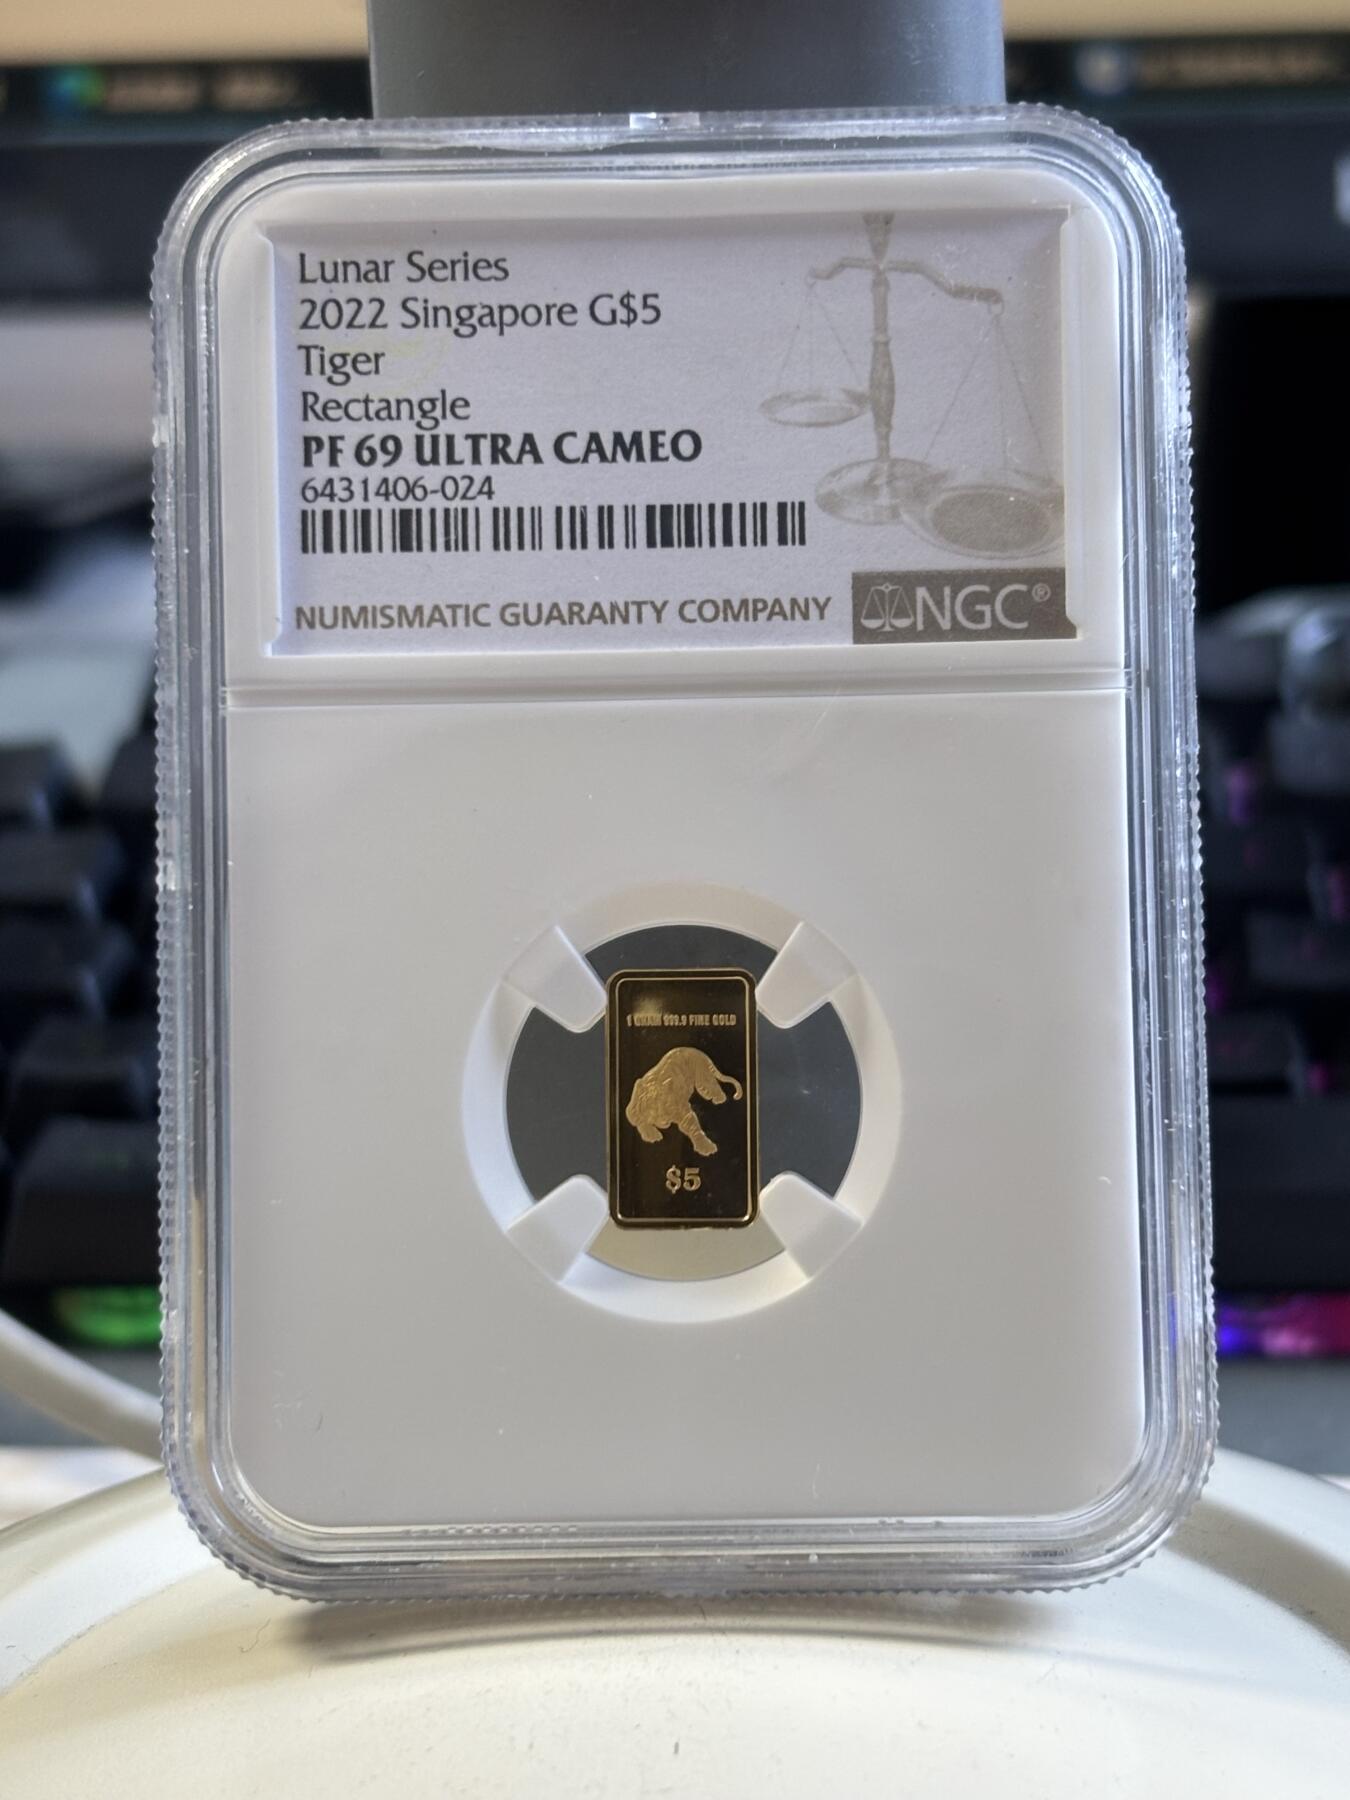 Lunar Series
2022 Singapore G$5
Tiger
Rectangle
PF 69 ULTRA CAMEO
6431406-024
NUMISMATIC GUARANTY COMPANY
NGC®
1 GRAM 999.9 FINE GOLD
$5